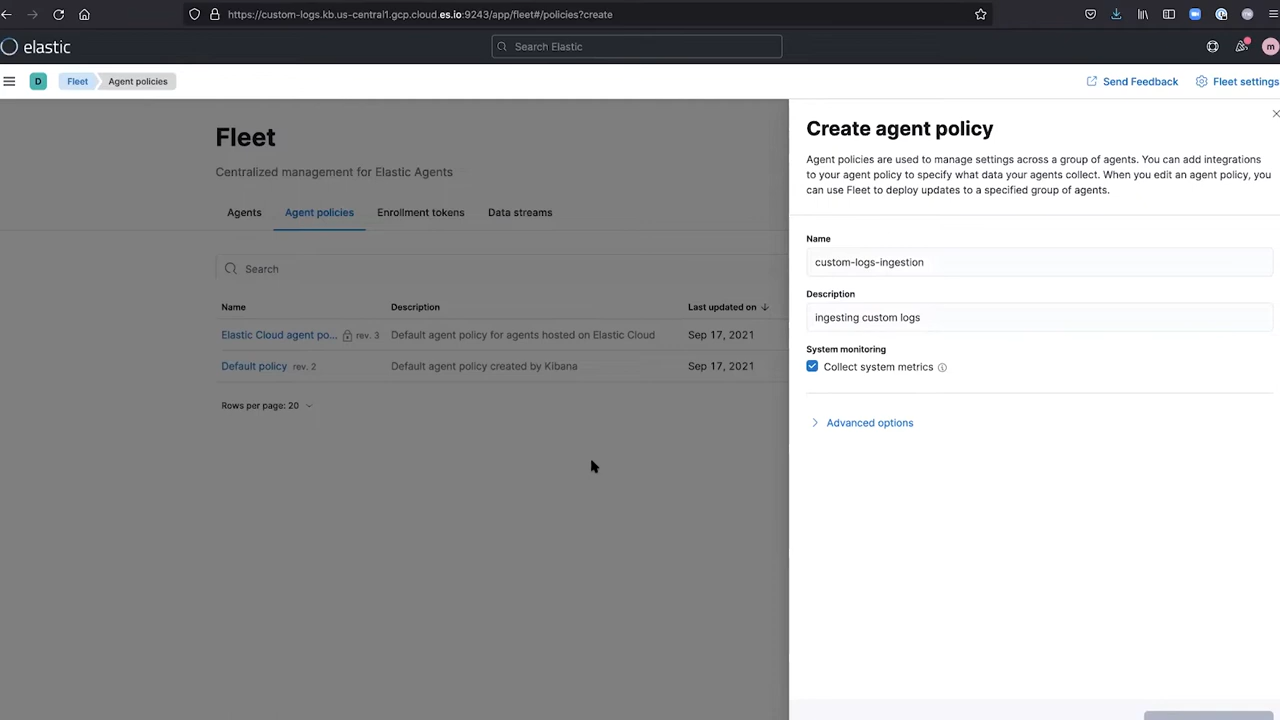 https://custom-logs.kb.us-central1.gcp.cloud.es.io:9243/app/fleet#/policies?create
elastic
Search Elastic
m
D
Fleet
Agent policies
Send Feedback
Fleet settings
Fleet
Centralized management for Elastic Agents
Agents
Agent policies
Enrollment tokens
Data streams
Search
Name
Description
Last updated on
Elastic Cloud agent po... rev. 3
Default agent policy for agents hosted on Elastic Cloud
Sep 17, 2021
Default policy rev. 2
Default agent policy created by Kibana
Sep 17, 2021
Rows per page: 20
Create agent policy
Agent policies are used to manage settings across a group of agents. You can add integrations
to your agent policy to specify what data your agents collect. When you edit an agent policy, you
can use Fleet to deploy updates to a specified group of agents.
Name
custom-logs-ingestion
Description
ingesting custom logs
System monitoring
Collect system metrics
Advanced options